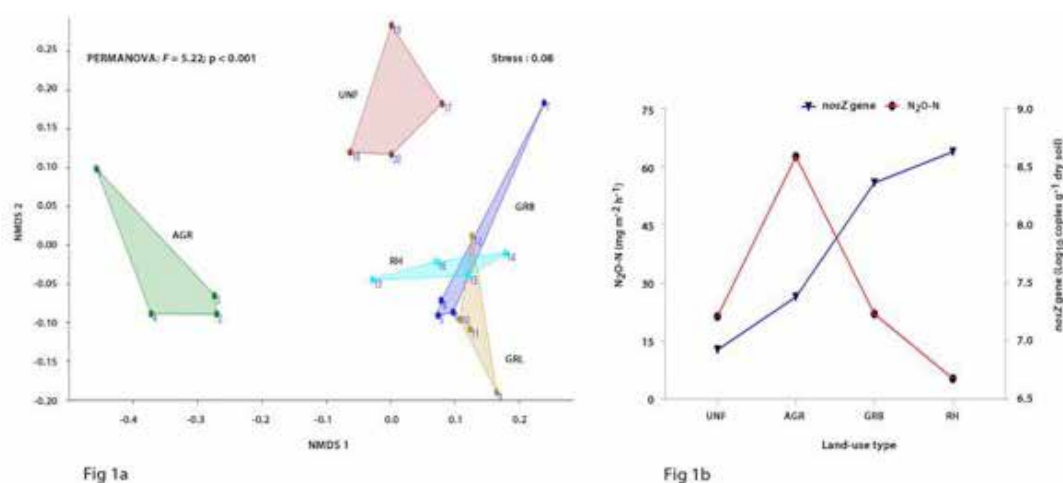 PERMANOVA: F = 5.22; p < 0.001
Stress : 0.08
UNF
GRB
AGR
RH
GRL
0.25
0.20
0.15
0.10
0.05
0.00
-0.05
-0.10
-0.15
-0.20
NMDS 2
-0.4
-0.3
-0.2
-0.1
0.0
0.1
0.2
NMDS 1
Fig 1a
nosZ gene
N₂O-N
75
60
45
30
15
0
N₂O-N (mg m⁻² h⁻¹)
9.0
8.5
8.0
7.5
7.0
6.5
nosZ gene (Log₁₀ copies g⁻¹ dry soil)
UNF
AGR
GRB
RH
Land-use type
Fig 1b